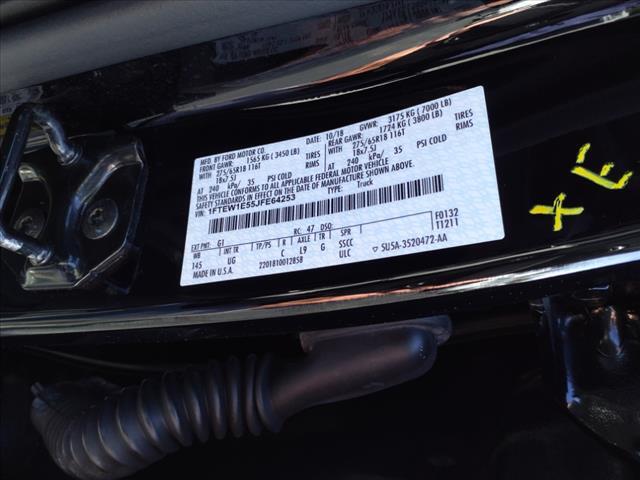 MFD. BY FORD MOTOR CO. 10/18 GVWR: 3175 KG ( 7000 LB)
FRONT GAWR: 1565 KG ( 3450 LB) REAR GAWR: 1724 KG ( 3800 LB)
275/65R18 116T TIRES WITH 275/65R18 116T TIRES
18x7.5J RIMS 18x7.5J RIMS
AT 240 kPa/ 35 PSI COLD AT 240 kPa/ 35 PSI COLD
THIS VEHICLE CONFORMS TO ALL APPLICABLE FEDERAL MOTOR VEHICLE
SAFETY STANDARDS IN EFFECT ON THE DATE OF MANUFACTURE SHOWN ABOVE.
VIN: 1FTEW1E55JFE64253 TYPE: Truck
F0132
T1211
EXT PNT: G1 RC: 47 DSO:
WB INT TR TP/PS R AXLE TR SPR
145 UG C L9 G SSCC
MADE IN U.S.A. 2201810012858 ULC 5U5A-3520472-AA
XE